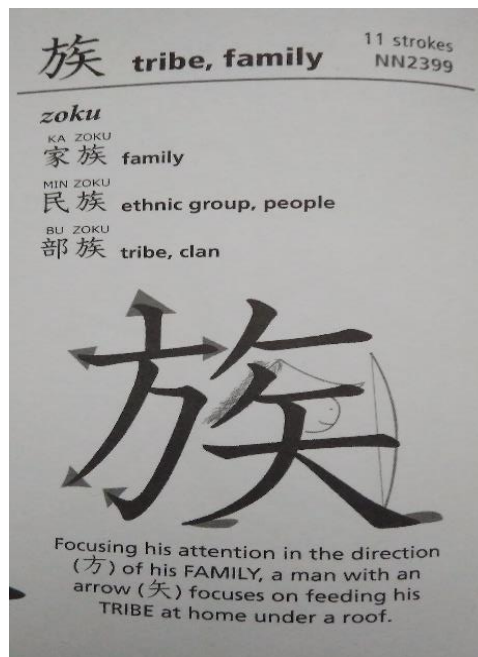 族 tribe, family 11 strokes
NN2399
zoku
KA ZOKU
家族 family
MIN ZOKU
民族 ethnic group, people
BU ZOKU
部族 tribe, clan
族
Focusing his attention in the direction
(方) of his FAMILY, a man with an
arrow (矢) focuses on feeding his
TRIBE at home under a roof.